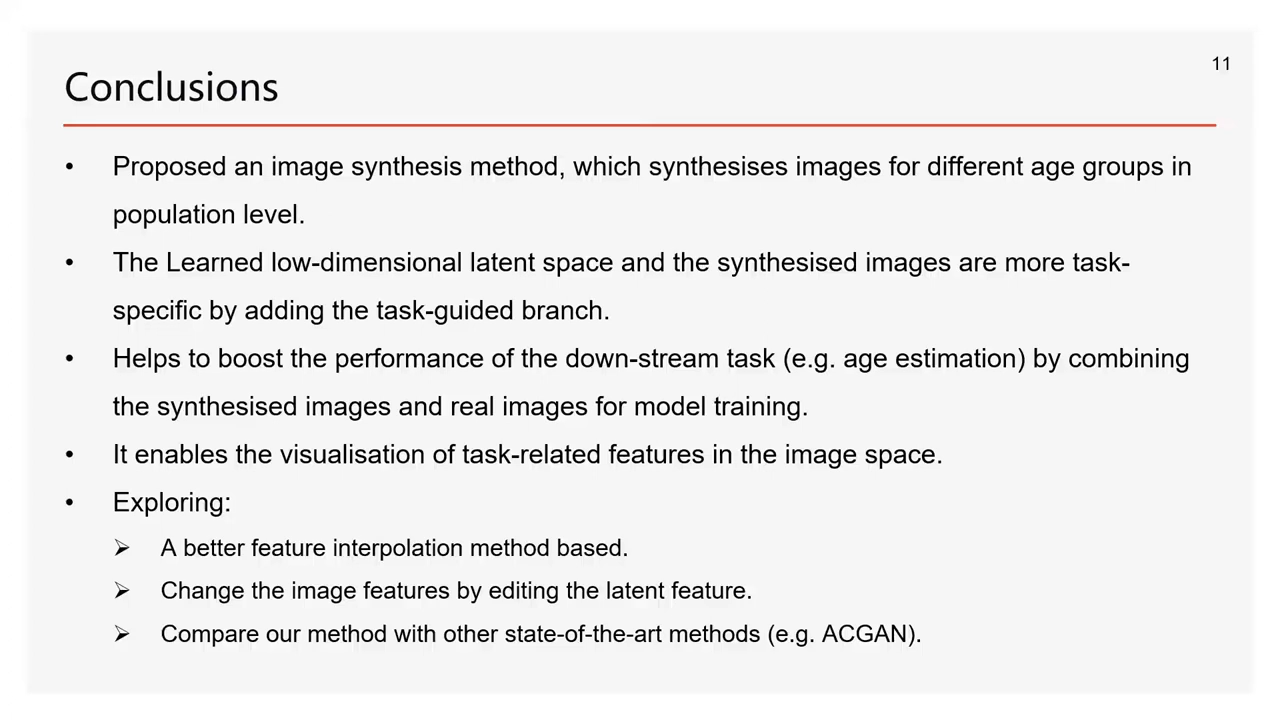 11
Conclusions
• Proposed an image synthesis method, which synthesises images for different age groups in
population level.
• The Learned low-dimensional latent space and the synthesised images are more task-
specific by adding the task-guided branch.
• Helps to boost the performance of the down-stream task (e.g. age estimation) by combining
the synthesised images and real images for model training.
• It enables the visualisation of task-related features in the image space.
• Exploring:
➢ A better feature interpolation method based.
➢ Change the image features by editing the latent feature.
➢ Compare our method with other state-of-the-art methods (e.g. ACGAN).